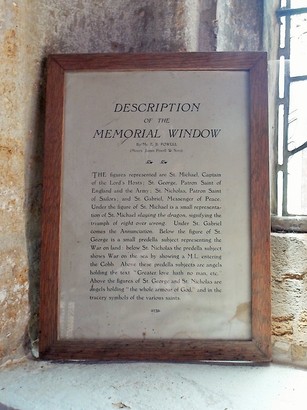 DESCRIPTION
OF THE
MEMORIAL WINDOW
THE figures represented are St. Michael, Captain
of the Lord's Hosts; St. George, Patron Saint of
England and the Army; St. Nicholas, Patron Saint
of Sailors; and St. Gabriel, Messenger of Peace.
Under the figure of St. Michael is a small representa-
tion of St. Michael slaying the dragon, signifying the
triumph of right over wrong. Under St. Gabriel
comes the Annunciation. Below the figure of St.
George is a small predella subject representing the
War on land: below St. Nicholas the predella subject
shows War on the sea by showing a M.L. entering
the Above these predella subjects are angels
holding the text "Greater love hath no man, etc."
Above the figures of St. George and St. Nicholas are
angels holding "the whole armour of God," and in the
tracery symbols of the various saints.